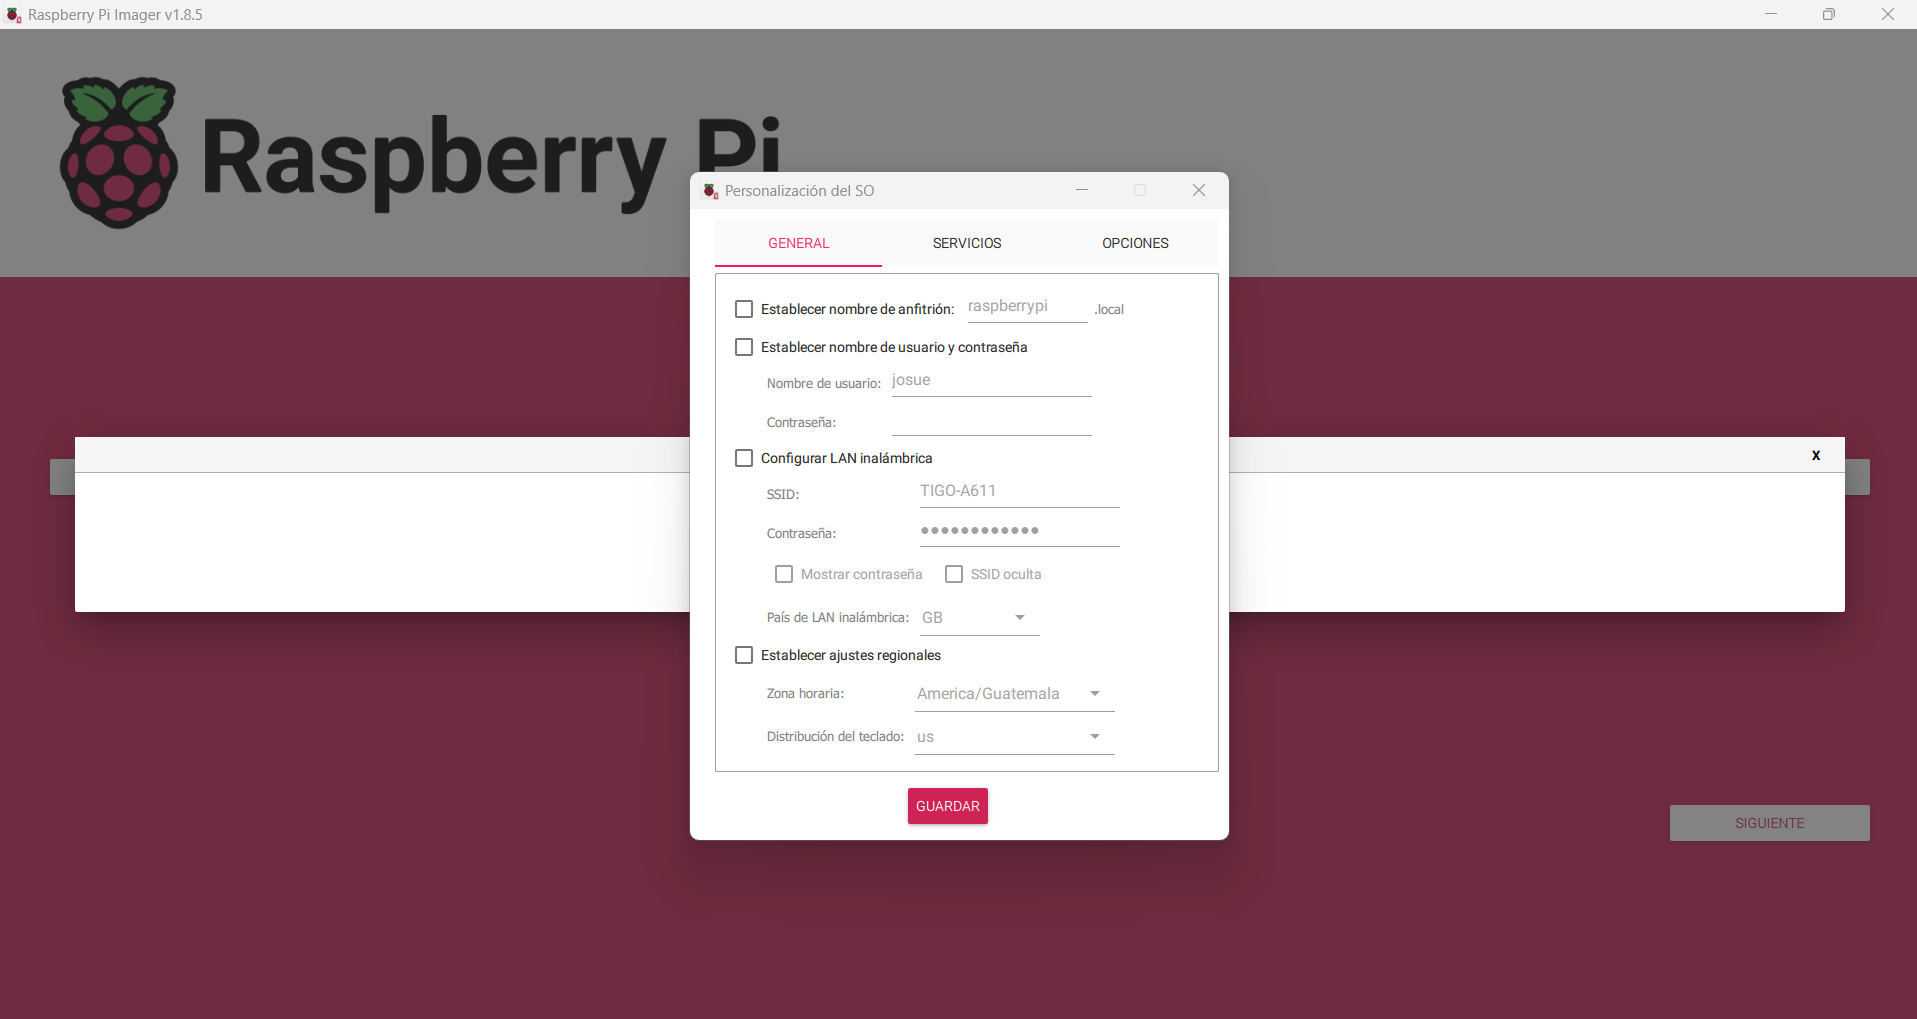 Raspberry Pi Imager v1.8.5
Raspberry Pi
Personalización del SO
GENERAL SERVICIOS OPCIONES
Establecer nombre de anfitrión: raspberrypi .local
Establecer nombre de usuario y contraseña
Nombre de usuario: josue
Contraseña:
X
Configurar LAN inalámbrica
SSID: TIGO-A611
Contraseña: ●●●●●●●●●●●●
Mostrar contraseña SSID oculta
País de LAN inalámbrica: GB
Establecer ajustes regionales
Zona horaria: America/Guatemala
Distribución del teclado: us
GUARDAR
SIGUIENTE